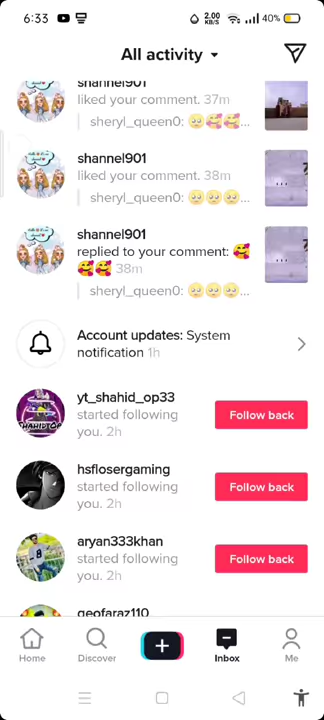 6:33
2.00
KB/S
40%
All activity
shannel901
liked your comment. 37m
sheryl_queen0: 🥺🥰🥰...
shannel901
liked your comment. 38m
sheryl_queen0: 🥺🥺🥺...
shannel901
replied to your comment: 🥰
🥰🥰 38m
sheryl_queen0: 🥺🥺🥺...
Account updates: System
notification 1h
yt_shahid_op33
started following
you. 2h
Follow back
hsflosergaming
started following
you. 2h
Follow back
aryan333khan
started following
you. 2h
Follow back
geofaraz110
Home
Discover
Inbox
Me